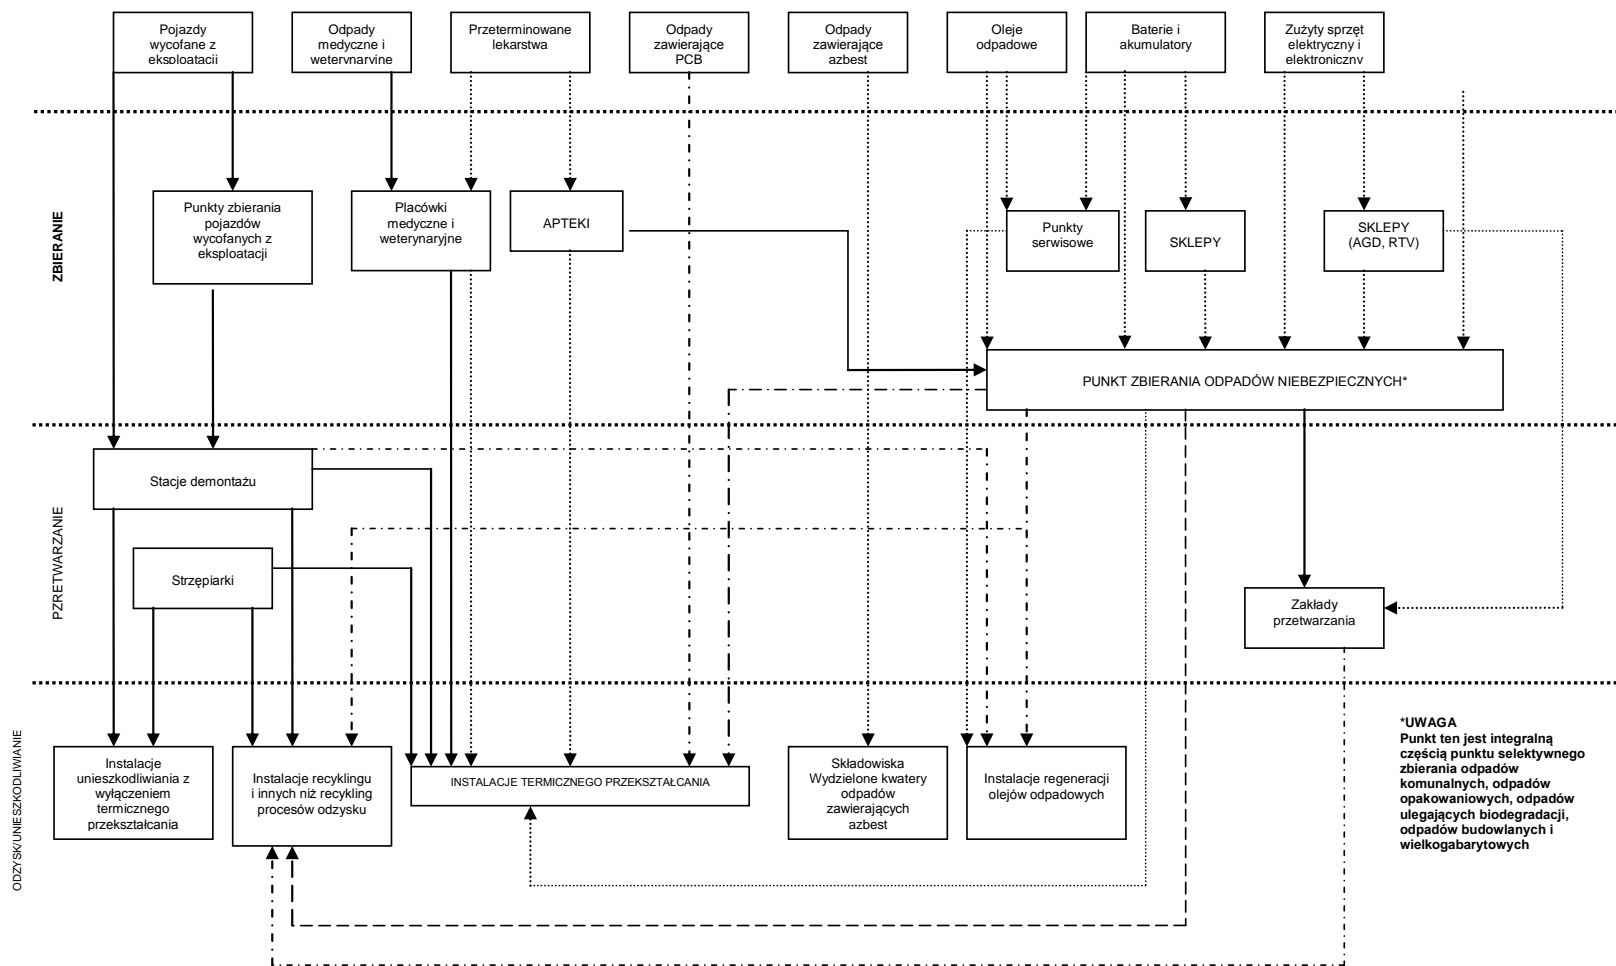 Pojazdy
wycofane z
eksploatacji
Odpady
medyczne i
weterynaryjne
Przeterminowane
lekarstwa
Odpady
zawierające
PCB
Odpady
zawierające
azbest
Oleje
odpadowe
Baterie i
akumulatory
Zużyty sprzęt
elektryczny i
elektroniczny
ZBIERANIE
Punkty zbierania
pojazdów
wycofanych z
eksploatacji
Placówki
medyczne i
weterynaryjne
APTEKI
Punkty
serwisowe
SKLEPY
SKLEPY
(AGD, RTV)
PUNKT ZBIERANIA ODPADÓW NIEBEZPIECZNYCH*
PZRETWARZANIE
Stacje demontażu
Strzępiarki
Zakłady
przetwarzania
ODZYSK/UNIESZKODLIWIANIE
Instalacje
unieszkodliwiania z
wyłączeniem
termicznego
przekształcania
Instalacje recyklingu
i innych niż recykling
procesów odzysku
INSTALACJE TERMICZNEGO PRZEKSZTAŁCANIA
Składowiska
Wydzielone kwatery
odpadów
zawierających
azbest
Instalacje regeneracji
olejów odpadowych
*UWAGA
Punkt ten jest integralną
częścią punktu selektywnego
zbierania odpadów
komunalnych, odpadów
opakowaniowych, odpadów
ulegających biodegradacji,
odpadów budowlanych i
wielkogabarytowych